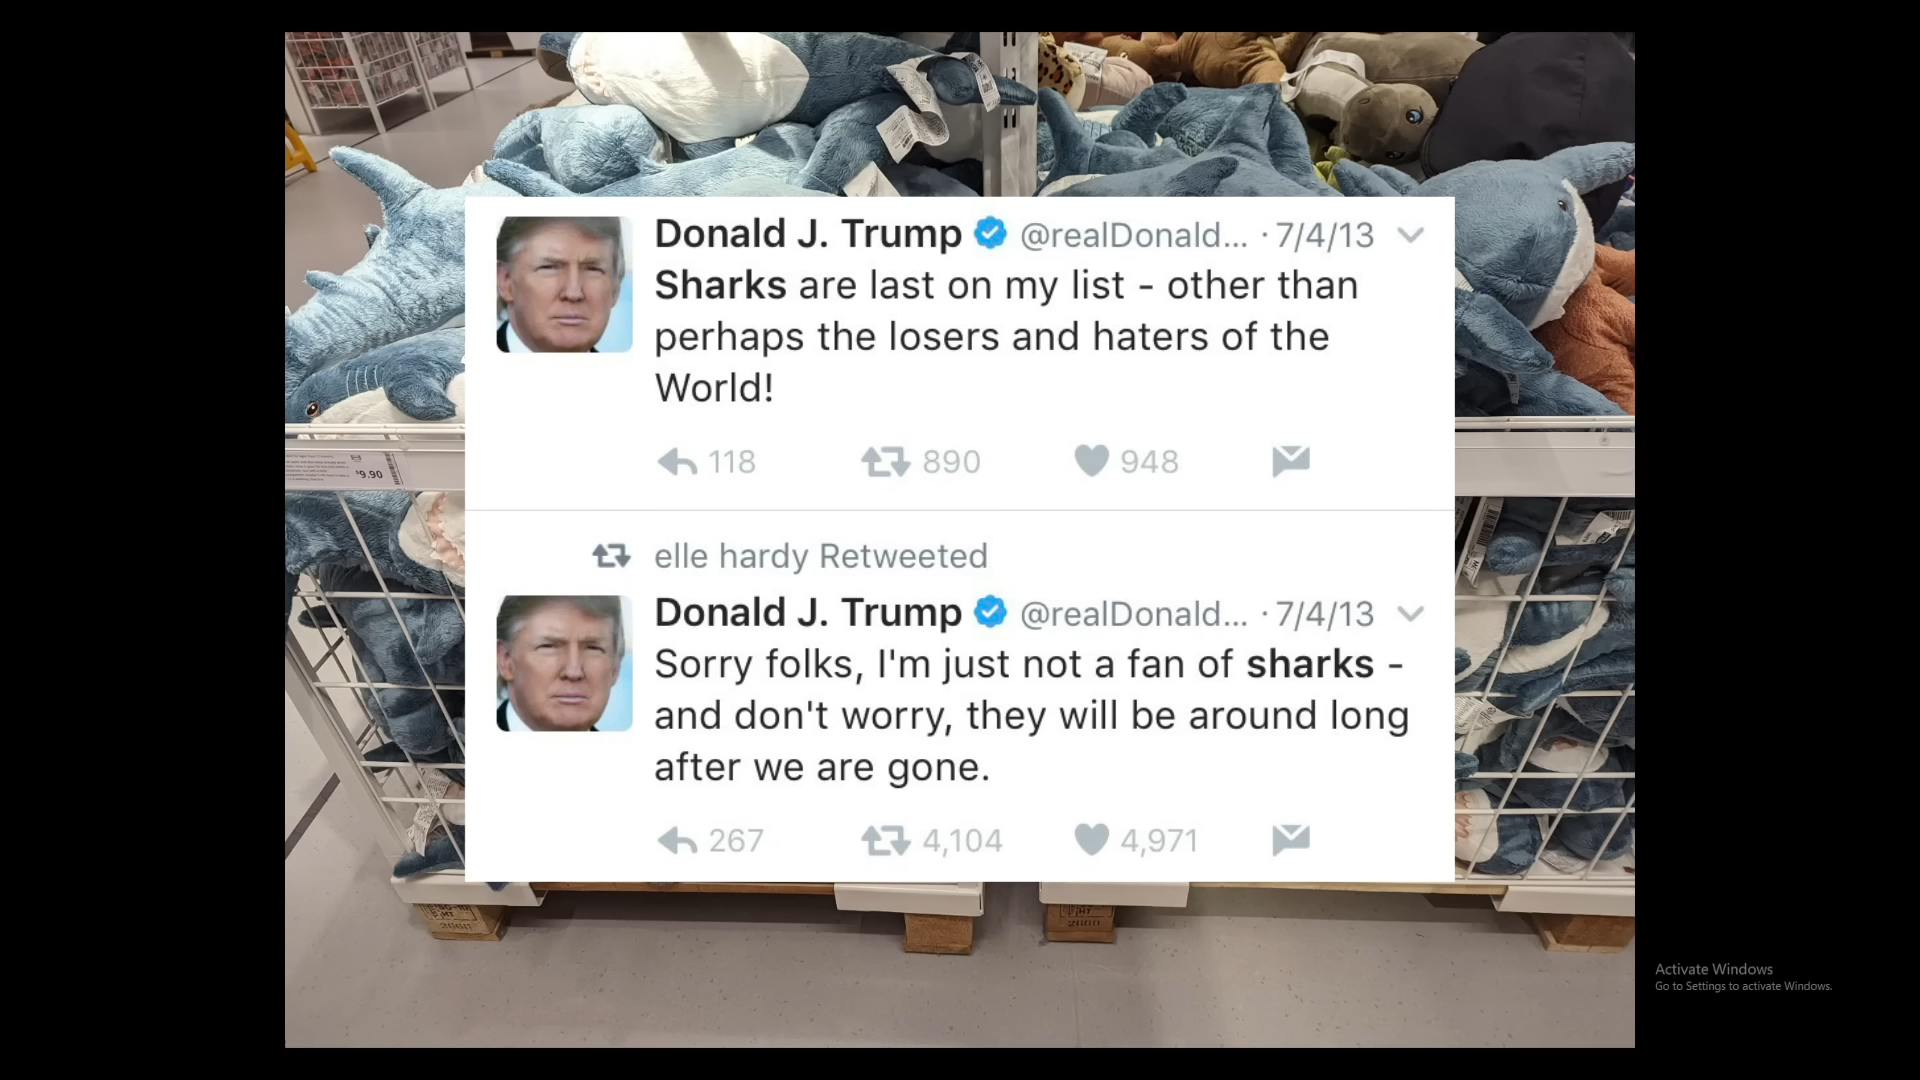 Donald J. Trump @realDonald... · 7/4/13
Sharks are last on my list - other than
perhaps the losers and haters of the
World!
118 890 948
elle hardy Retweeted
Donald J. Trump @realDonald... · 7/4/13
Sorry folks, I'm just not a fan of sharks -
and don't worry, they will be around long
after we are gone.
267 4,104 4,971
9.90
Activate Windows
Go to Settings to activate Windows.